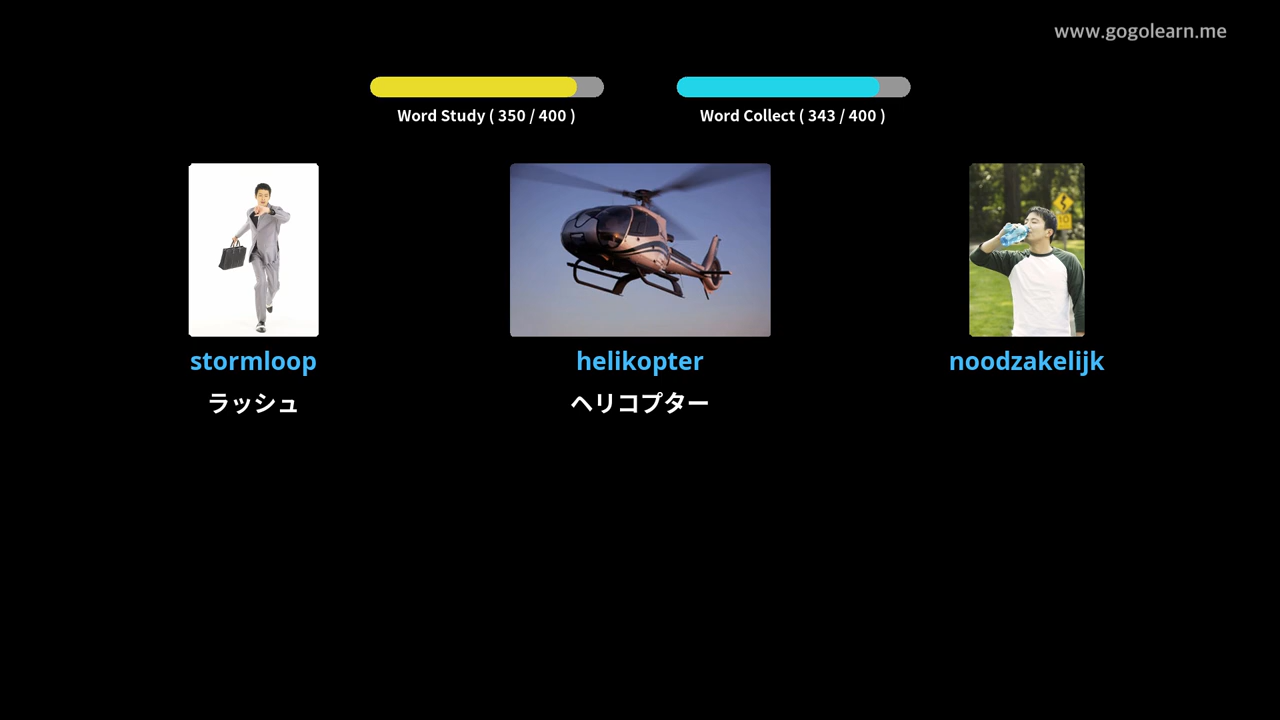 www.gogolearn.me
Word Study ( 350 / 400 )
Word Collect ( 343 / 400 )
stormloop
helikopter
noodzakelijk
ラッシュ
ヘリコプター